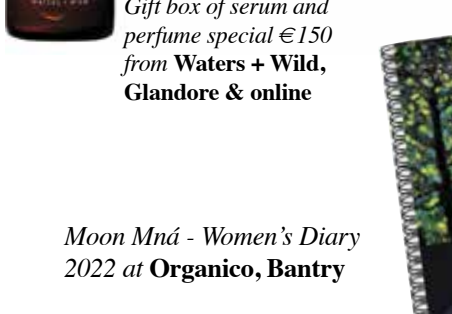 Gift box of serum and
perfume special €150
from Waters + Wild,
Glandore & online
Moon Mná - Women's Diary
2022 at Organico, Bantry